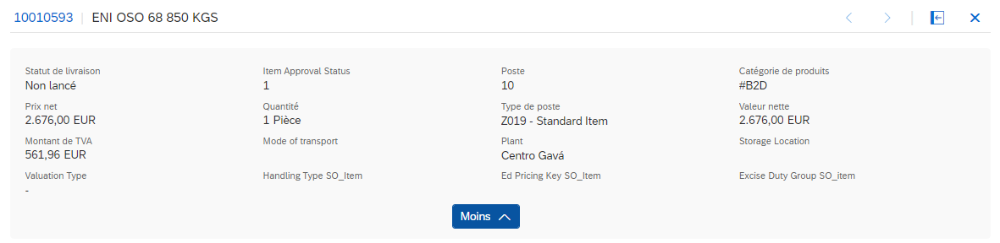 10010593 ENI OSO 68 850 KGS
Statut de livraison Item Approval Status Poste Catégorie de produits
Non lancé 1 10 #B2D
Prix net Quantité Type de poste Valeur nette
2.676,00 EUR 1 Pièce Z019 - Standard Item 2.676,00 EUR
Montant de TVA Mode of transport Plant Storage Location
561,96 EUR Centro Gavá
Valuation Type Handling Type SO_Item Ed Pricing Key SO_Item Excise Duty Group SO_item
-
Moins